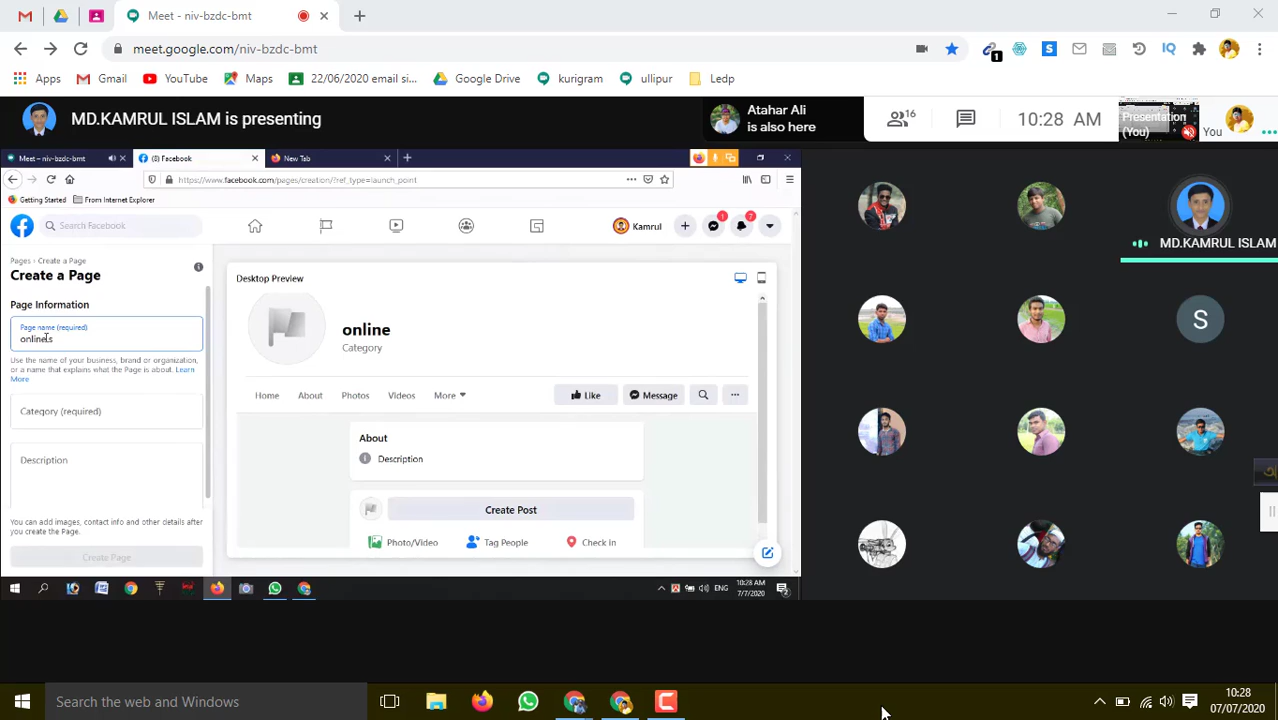 Meet - niv-bzdc-bmt
meet.google.com/niv-bzdc-bmt
1
S
IQ
Apps
Gmail
YouTube
Maps
22/06/2020 email si...
Google Drive
kurigram
ullipur
Ledp
MD.KAMRUL ISLAM is presenting
Atahar Ali
is also here
16
10:28 AM
Presentation
(You)
You
Meet – niv-bzdc-bmt
(8) Facebook
New Tab
https://www.facebook.com/pages/creation/?ref_type=launch_point
Getting Started
From Internet Explorer
Search Facebook
Kamrul
1
7
Pages › Create a Page
Create a Page
Page Information
Page name (required)
online s
Use the name of your business, brand or organization,
or a name that explains what the Page is about. Learn
More
Category (required)
Description
You can add images, contact info and other details after
you create the Page.
Create Page
Desktop Preview
online
Category
Home
About
Photos
Videos
More
Like
Message
About
Description
Create Post
Photo/Video
Tag People
Check in
ENG
10:28 AM
7/7/2020
2
MD.KAMRUL ISLAM
S
Search the web and Windows
10:28
07/07/2020